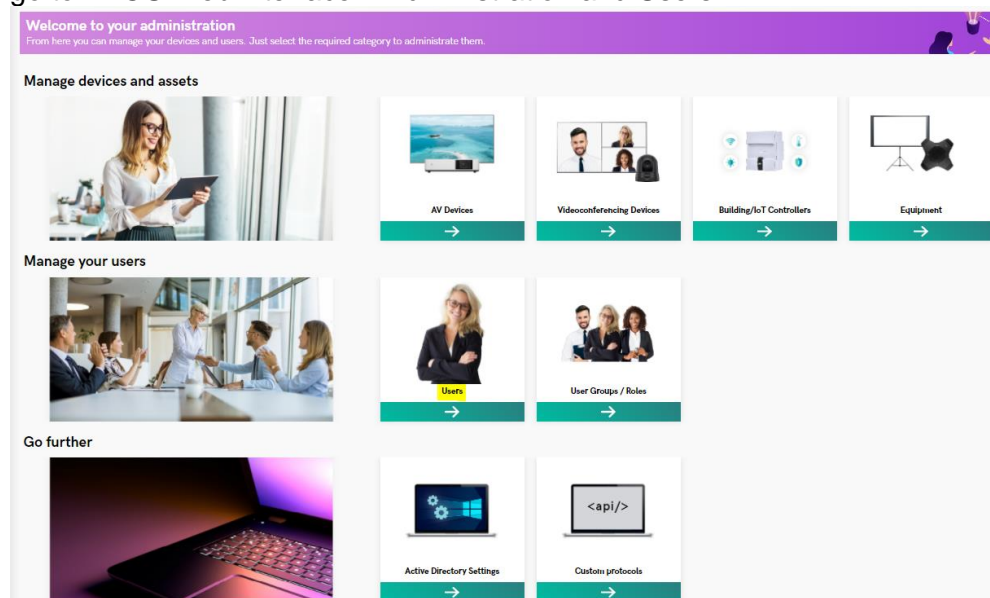 Welcome to your administration
From here you can manage your devices and users. Just select the required category to administrate them.
Manage devices and assets
AV Devices
Videoconferencing Devices
Building/IoT Controllers
Equipment
Manage your users
Users
User Groups / Roles
Go further
<api/>
Active Directory Settings
Custom protocols